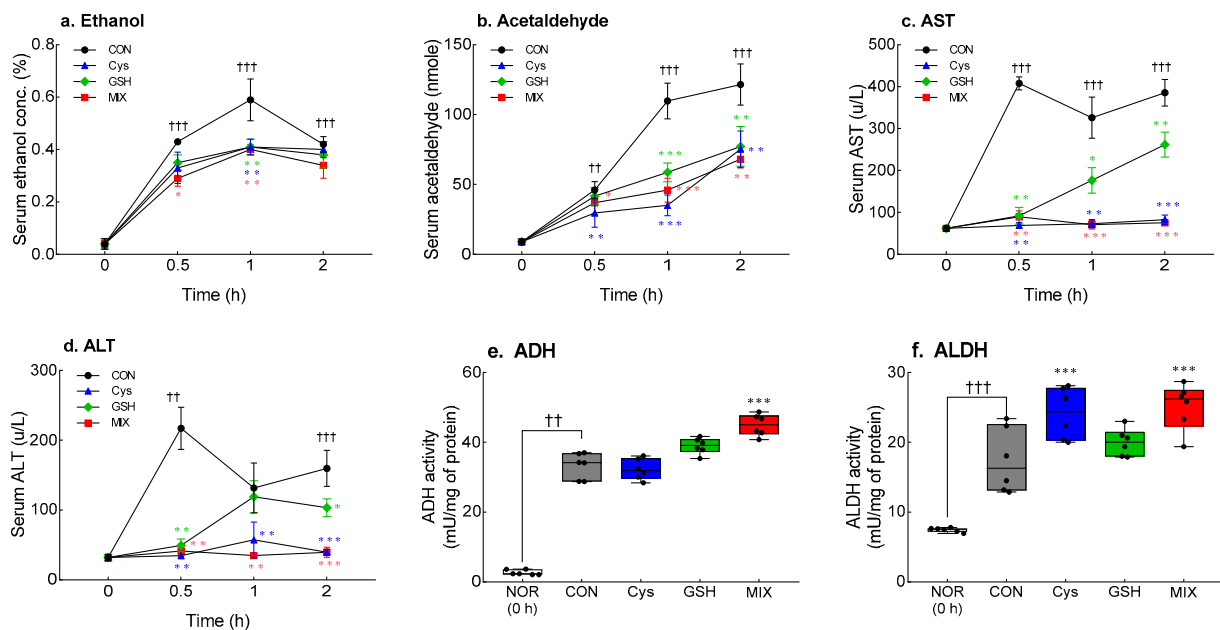 a. Ethanol
CON
Cys
GSH
MIX
Serum ethanol conc. (%)
0.8
0.6
0.4
0.2
0.0
†††
†††
†††
*
**
**
**
0
0.5
1
2
Time (h)
b. Acetaldehyde
CON
Cys
GSH
MIX
Serum acetaldehyde (nmole)
150
100
50
0
††
†††
†††
*
**
***
***
***
**
**
**
0
0.5
1
2
Time (h)
c. AST
CON
Cys
GSH
MIX
Serum AST (u/L)
500
400
300
200
100
0
†††
†††
†††
**
**
**
*
**
***
**
***
***
0
0.5
1
2
Time (h)
d. ALT
CON
Cys
GSH
MIX
Serum ALT (u/L)
300
200
100
0
††
†††
**
**
**
**
**
*
***
***
0
0.5
1
2
Time (h)
e. ADH
ADH activity
(mU/mg of protein)
60
40
20
0
††
***
NOR
(0 h)
CON
Cys
GSH
MIX
f. ALDH
ALDH activity
(mU/mg of protein)
30
20
10
0
†††
***
***
NOR
(0 h)
CON
Cys
GSH
MIX